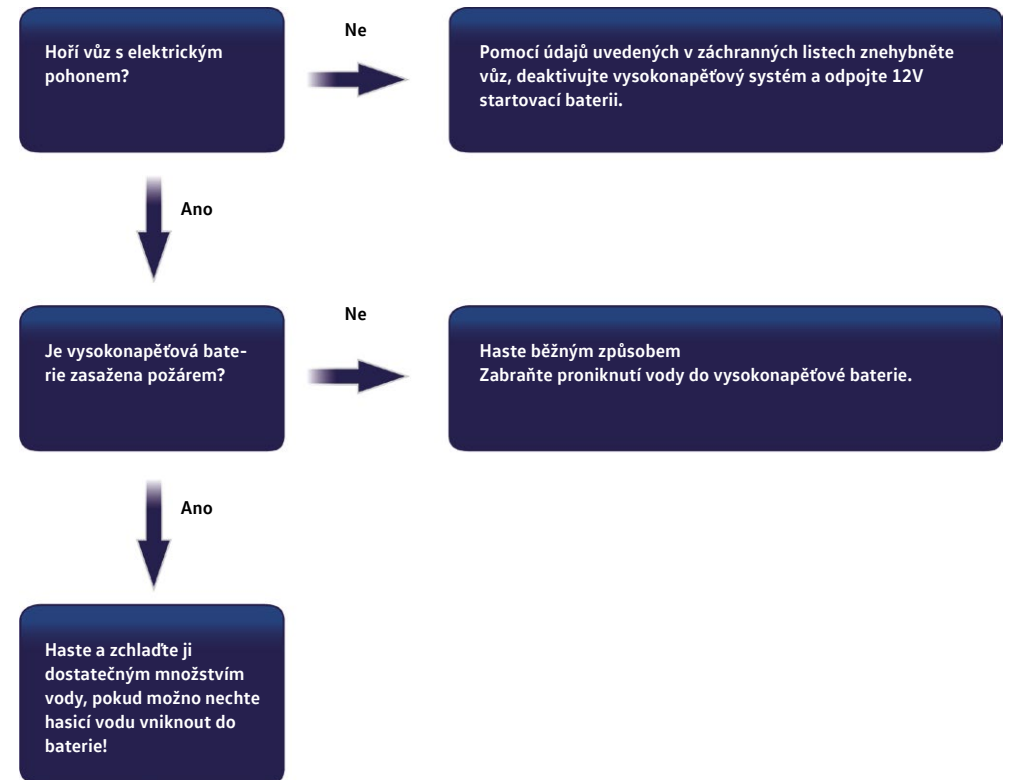 Hoří vůz s elektrickým
pohonem?
Ne
Pomocí údajů uvedených v záchranných listech znehybněte
vůz, deaktivujte vysokonapěťový systém a odpojte 12V
startovací baterii.
Ano
Je vysokonapěťová bate-
rie zasažena požárem?
Ne
Haste běžným způsobem
Zabraňte proniknutí vody do vysokonapěťové baterie.
Ano
Haste a zchlaďte ji
dostatečným množstvím
vody, pokud možno nechte
hasicí vodu vniknout do
baterie!